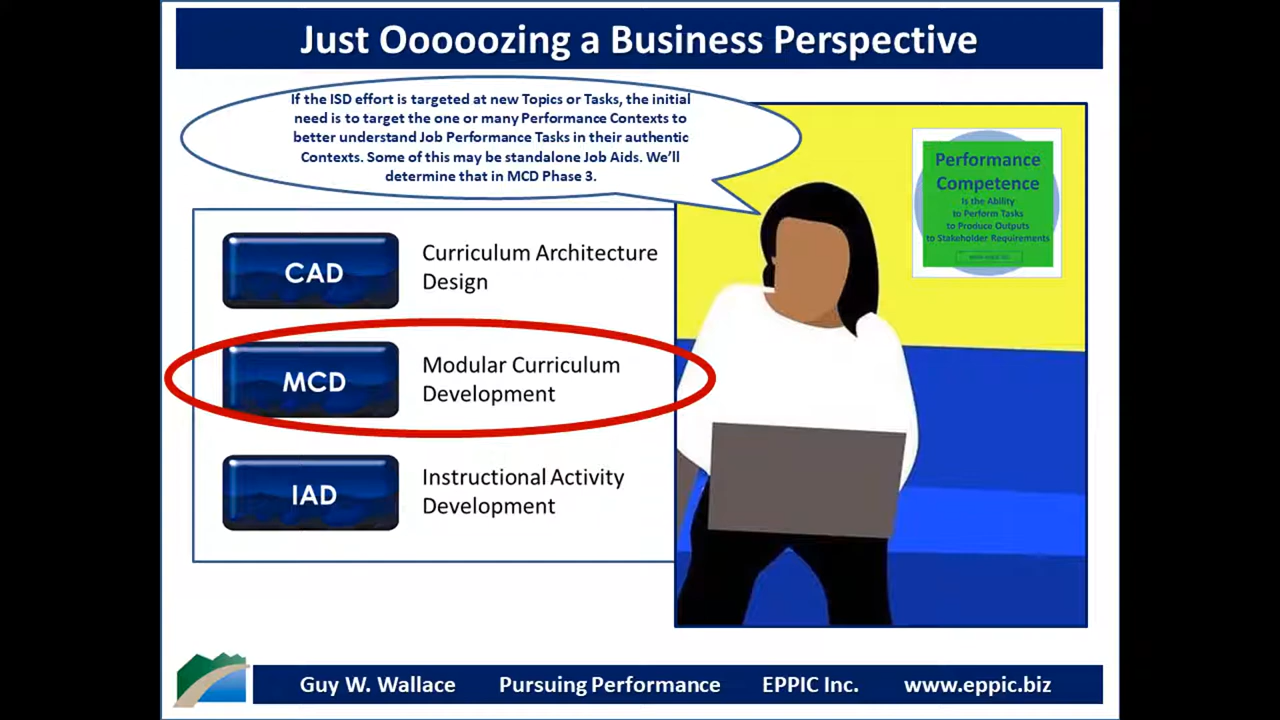 Just Ooooozing a Business Perspective
If the ISD effort is targeted at new Topics or Tasks, the initial
need is to target the one or many Performance Contexts to
better understand Job Performance Tasks in their authentic
Contexts. Some of this may be standalone Job Aids. We'll
determine that in MCD Phase 3.
Performance
Competence
Is the Ability
to Perform Tasks
to Produce Outputs
to Stakeholder Requirements
CAD
Curriculum Architecture
Design
MCD
Modular Curriculum
Development
IAD
Instructional Activity
Development
Guy W. Wallace Pursuing Performance EPPIC Inc. www.eppic.biz